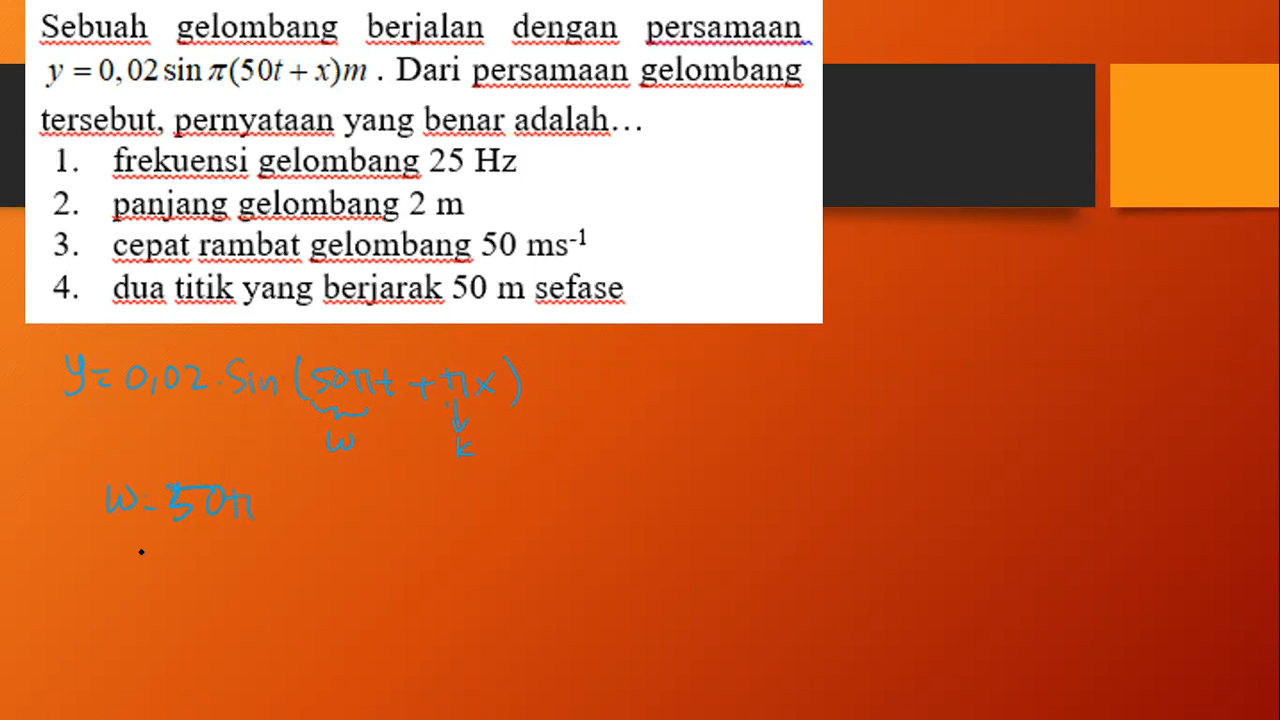 Sebuah gelombang berjalan dengan persamaan
y = 0,02 sin π(50t + x)m . Dari persamaan gelombang
tersebut, pernyataan yang benar adalah…
1. frekuensi gelombang 25 Hz
2. panjang gelombang 2 m
3. cepat rambat gelombang 50 ms⁻¹
4. dua titik yang berjarak 50 m sefase
y = 0,02 . Sin (50πt + πx)
w k
w = 50π